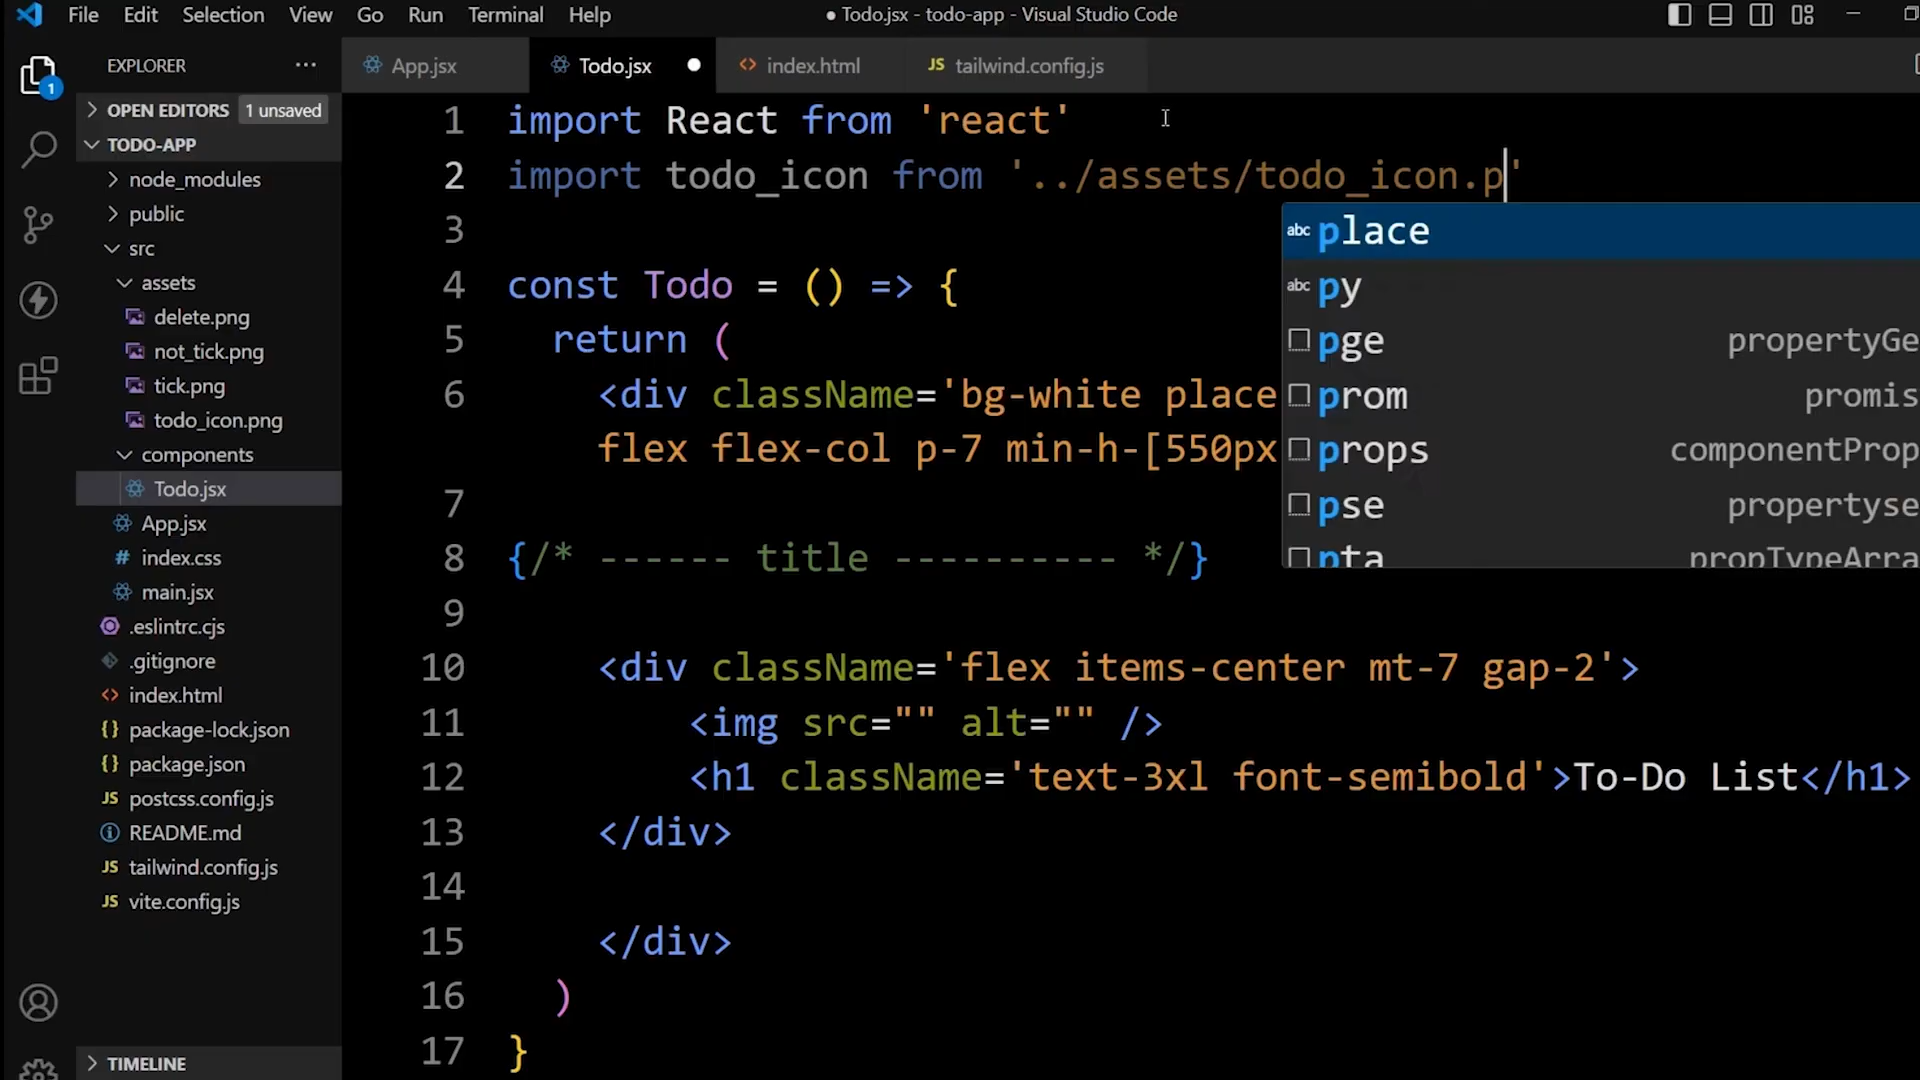 File Edit Selection View Go Run Terminal Help
● Todo.jsx - todo-app - Visual Studio Code
EXPLORER ...
App.jsx
Todo.jsx
index.html
JS tailwind.config.js
1
OPEN EDITORS 1 unsaved
TODO-APP
node_modules
public
src
assets
delete.png
not_tick.png
tick.png
todo_icon.png
components
Todo.jsx
App.jsx
# index.css
main.jsx
.eslintrc.cjs
.gitignore
index.html
{} package-lock.json
{} package.json
JS postcss.config.js
README.md
JS tailwind.config.js
JS vite.config.js
TIMELINE
1 import React from 'react'
2 import todo_icon from '../assets/todo_icon.p'
3
4 const Todo = () => {
5 return (
6 <div className='bg-white place
flex flex-col p-7 min-h-[550px
7
8 {/* ------ title ---------- */}
9
10 <div className='flex items-center mt-7 gap-2'>
11 <img src="" alt="" />
12 <h1 className='text-3xl font-semibold'>To-Do List</h1>
13 </div>
14
15 </div>
16 )
17 }
abc place
abc py
pge propertyGe
prom promis
props componentProp
pse propertyse
pta propTypeArra